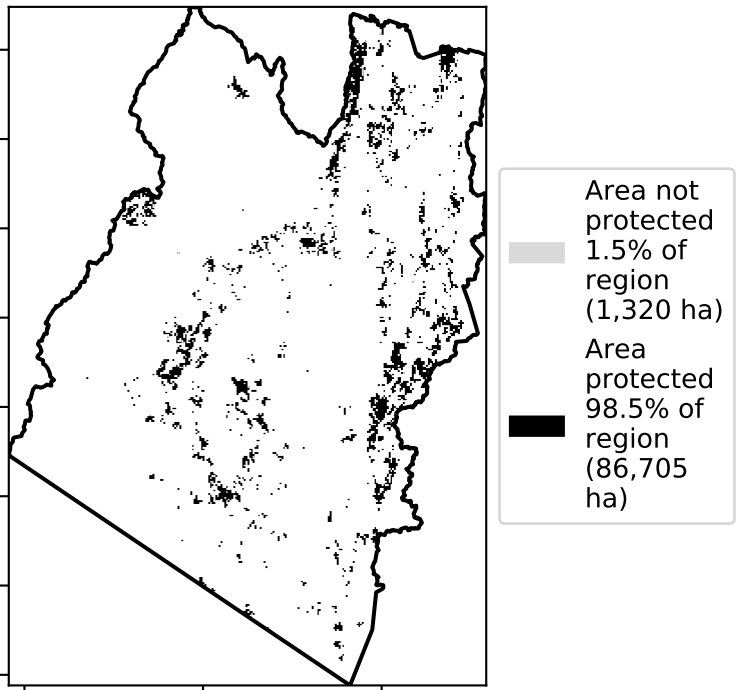 Area not
protected
1.5% of
region
(1,320 ha)
Area
protected
98.5% of
region
(86,705
ha)